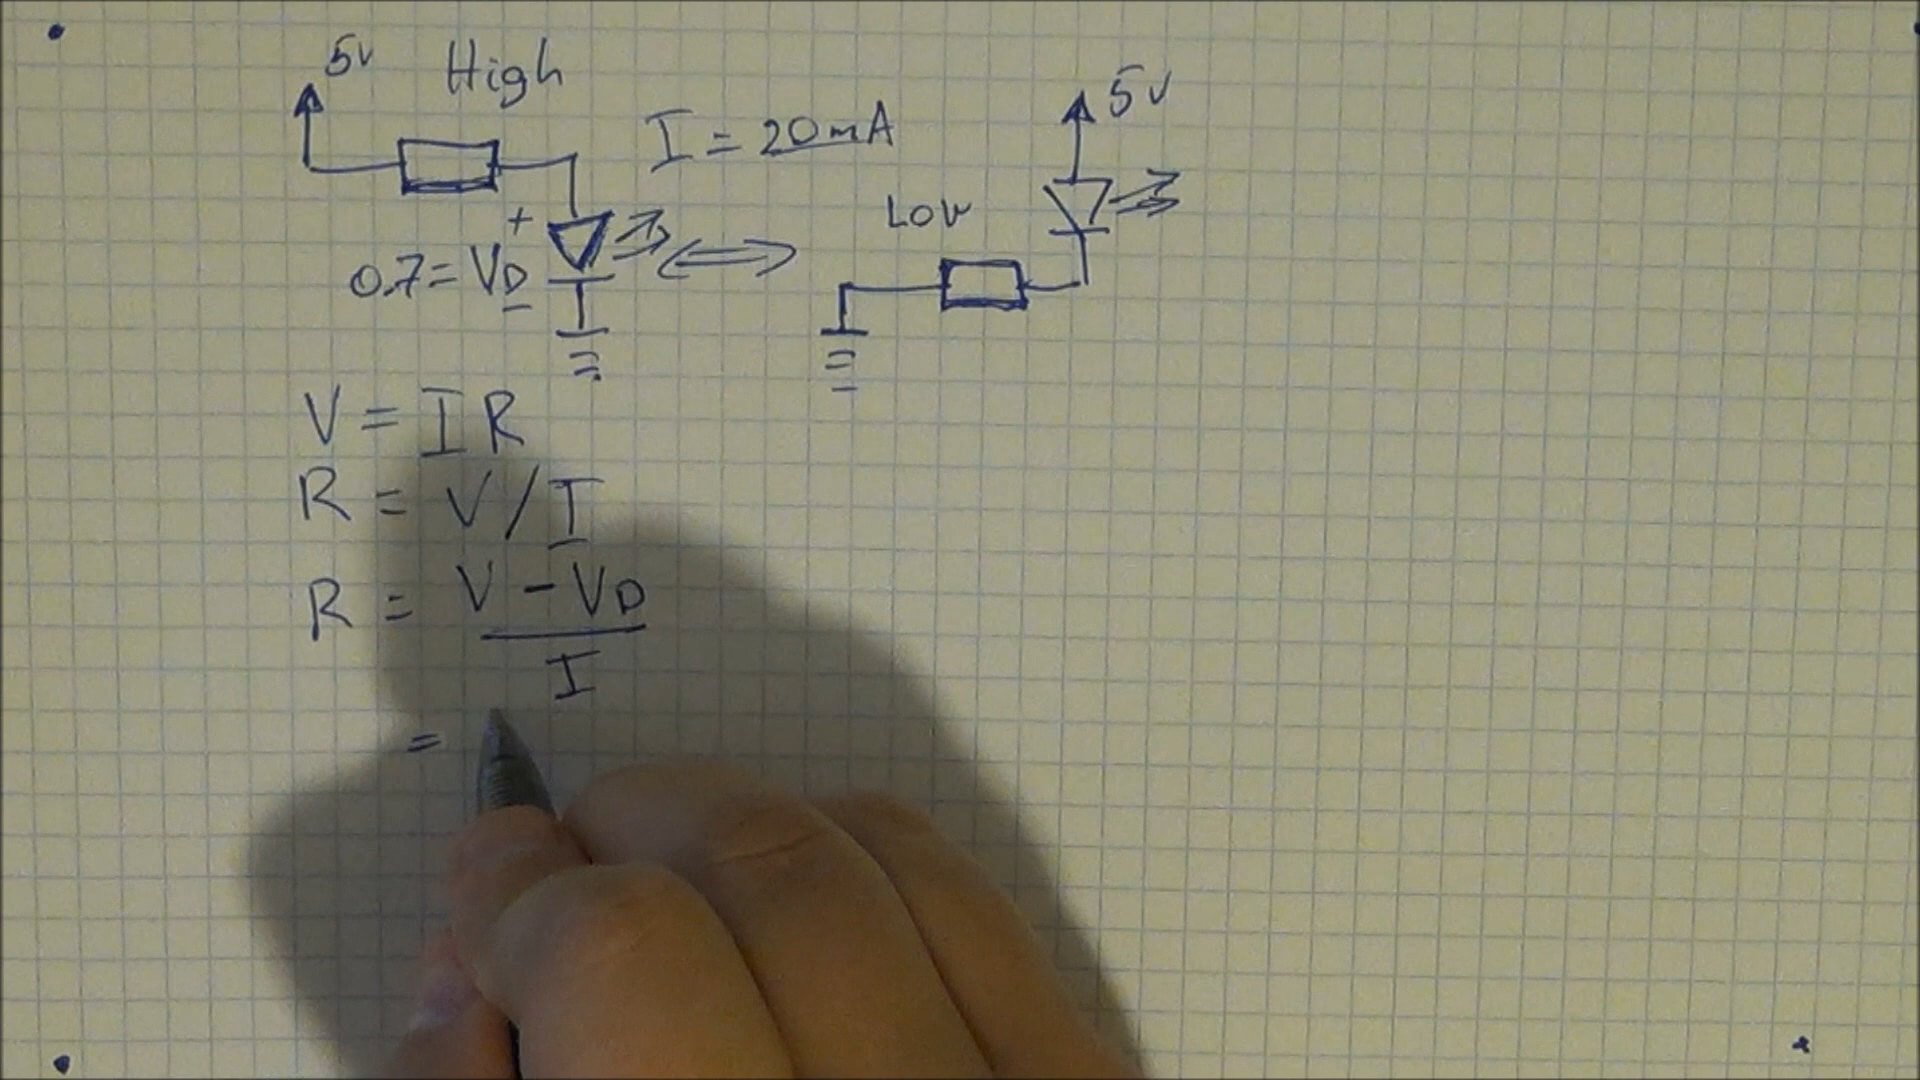 5v High
5V
I = 20mA
Low
+
0.7 = VD
V = I R
R = V / I
R = V - VD
I
=